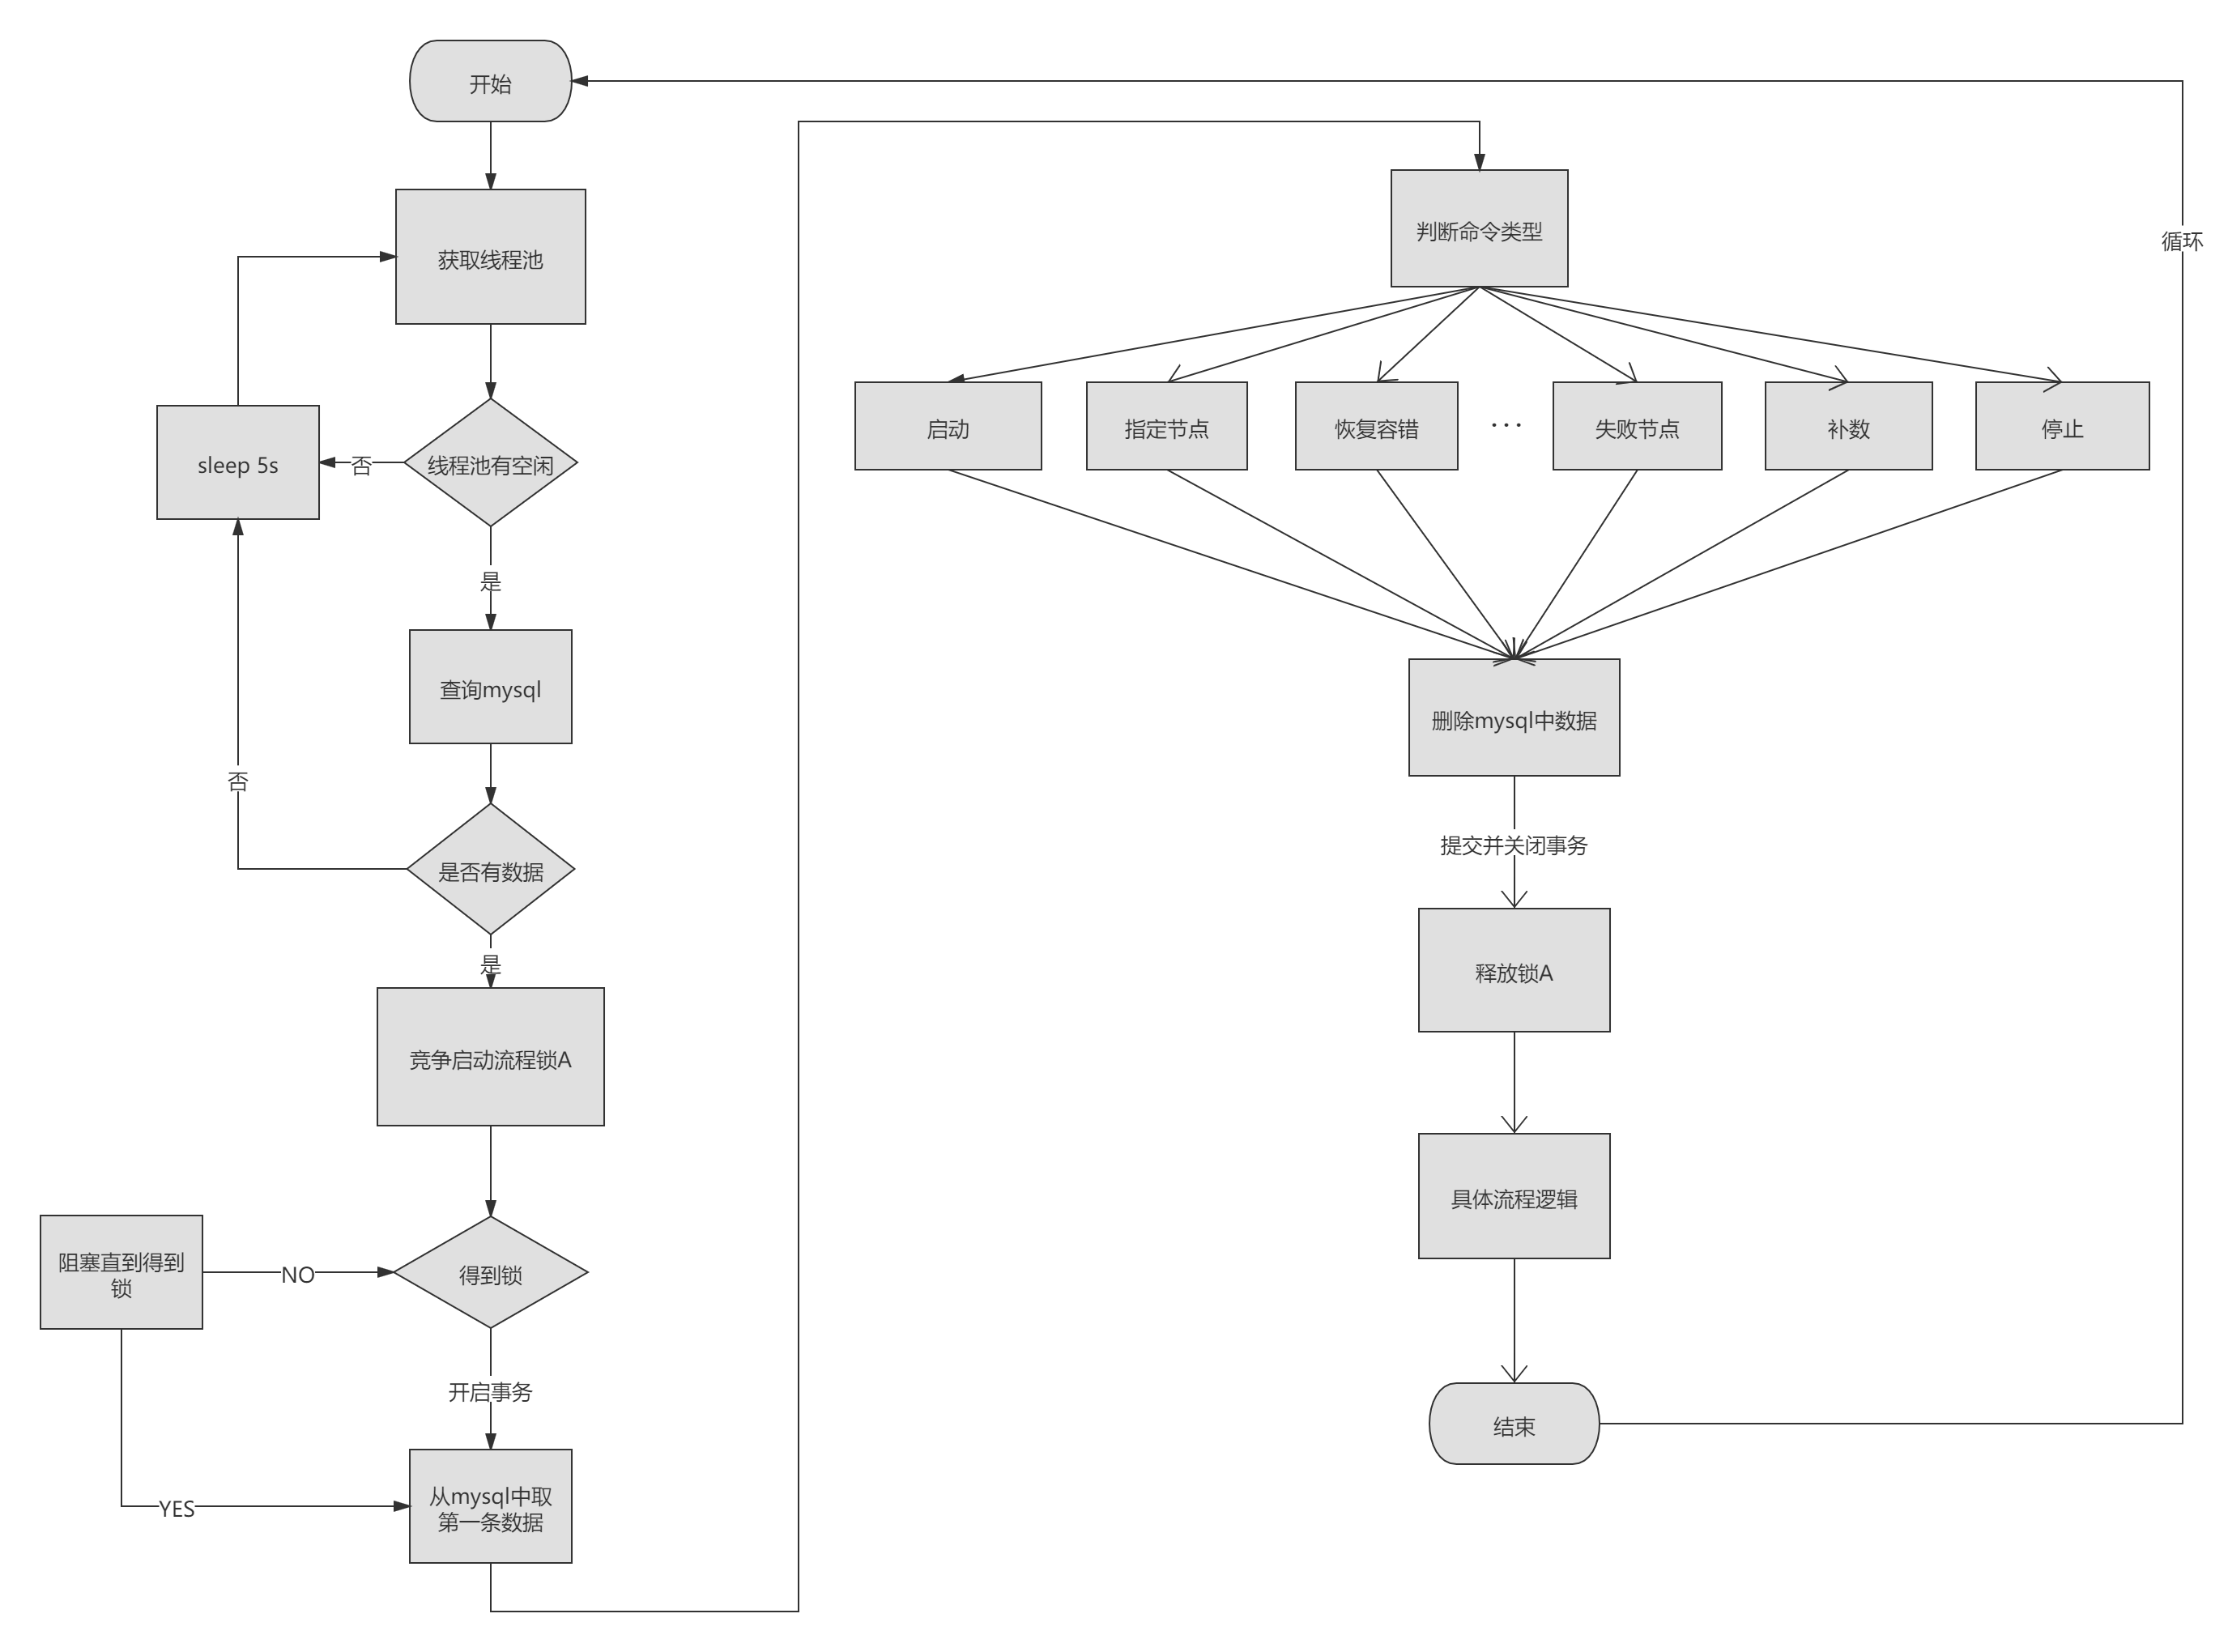 开始
获取线程池
线程池有空闲
否
sleep 5s
是
查询mysql
是否有数据
否
是
竞争启动流程锁A
得到锁
NO
阻塞直到得到
锁
开启事务
YES
从mysql中取
第一条数据
判断命令类型
启动
指定节点
恢复容错
...
失败节点
补数
停止
删除mysql中数据
提交并关闭事务
释放锁A
具体流程逻辑
结束
循环